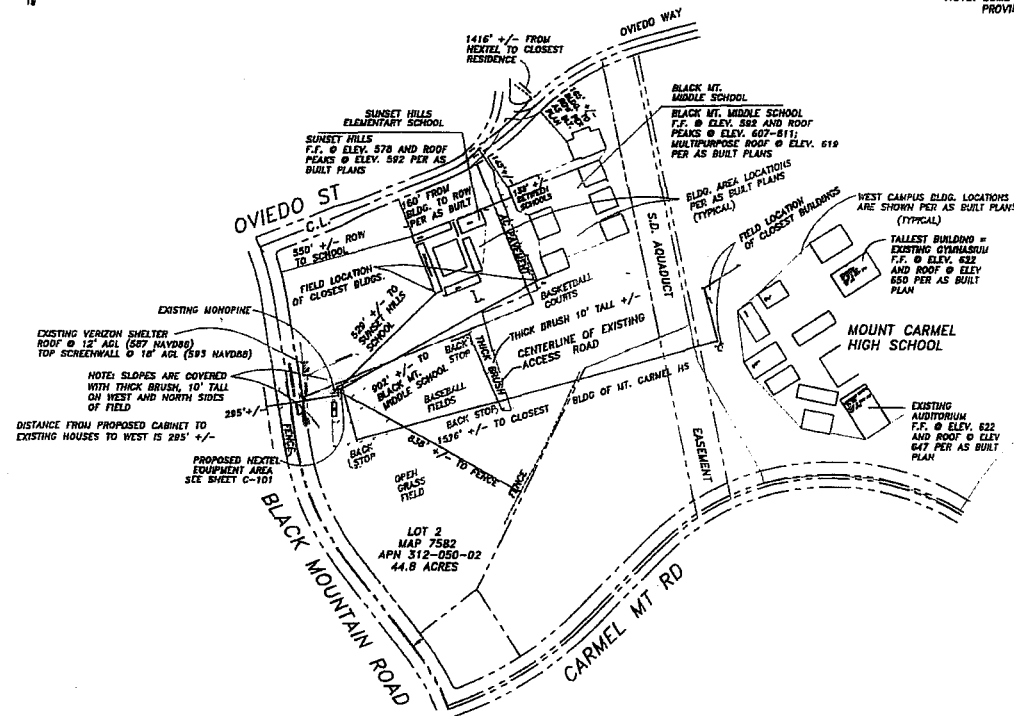 PROVI
OVIEDO WAY
1416' +/- FROM
HEXTEL TO CLOSEST
RESIDENCE
SUNSET HILLS
ELEMENTARY SCHOOL
SUNSET HILLS
F.F. @ ELEV. 578 AND ROOF
PEAKS @ ELEV. 592 PER AS
BUILT PLANS
BLACK MT.
MIDDLE SCHOOL
BLACK MT. MIDDLE SCHOOL
F.F. @ ELEV. 592 AND ROOF
PEAKS @ ELEV. 607-611;
MULTIPURPOSE ROOF @ ELEV. 619
PER AS BUILT PLANS
BLDG. AREA LOCATIONS
PER AS BUILT PLANS
(TYPICAL)
WEST CAMPUS BLDG. LOCATIONS
ARE SHOWN PER AS BUILT PLANS
(TYPICAL)
FIELD LOCATION
OF CLOSEST BUILDINGS
TALLEST BUILDING =
EXISTING GYMNASIUM
F.F. @ ELEV. 622
AND ROOF @ ELEV
650 PER AS BUILT
PLAN
MOUNT CARMEL
HIGH SCHOOL
EXISTING
AUDITORIUM
F.F. @ ELEV. 622
AND ROOF @ ELEV
647 PER AS BUILT
PLAN
OVIEDO ST
C.L.
160' FROM
BLDG. TO ROW
PER AS BUILT
143' +/-
BETWEEN
SCHOOLS
AC PAVEMENT
S.D. AQUADUCT
EASEMENT
550' +/- ROW
TO SCHOOL
FIELD LOCATION
OF CLOSEST BLDGS.
529' +/- TO
SUNSET HILLS
SCHOOL
BASKETBALL
COURTS
THICK BRUSH 10' TALL +/-
CENTERLINE OF EXISTING
ACCESS ROAD
THICK BRUSH
BACK
STOP
902' +/- TO
BLACK MT.
MIDDLE SCHOOL
BASEBALL
FIELDS
BACK STOP
1536' +/- TO CLOSEST BLDG OF MT. CARMEL HS
838' +/- TO FENCE
FENCE
BACK
STOP
OPEN
GRASS
FIELD
EXISTING MONOPINE
EXISTING VERIZON SHELTER
ROOF @ 12' AGL (587 NAVD88)
TOP SCREENWALL @ 18' AGL (593 NAVD88)
NOTE: SLOPES ARE COVERED
WITH THICK BRUSH, 10' TALL
ON WEST AND NORTH SIDES
OF FIELD
295'+/-
DISTANCE FROM PROPOSED CABINET TO
EXISTING HOUSES TO WEST IS 295' +/-
FENCE
PROPOSED NEXTEL
EQUIPMENT AREA
SEE SHEET C-101
LOT 2
MAP 7582
APN 312-050-02
44.8 ACRES
BLACK MOUNTAIN ROAD
CARMEL MT RD